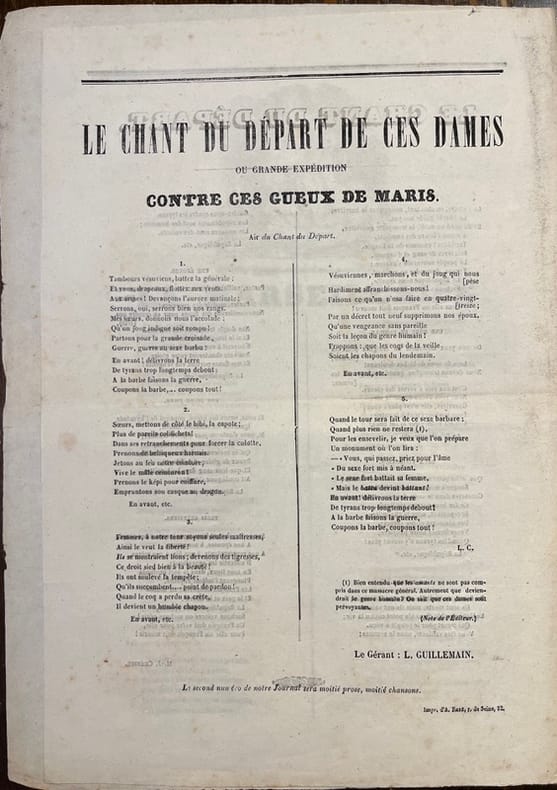 LE CHANT DU DÉPART DE CES DAMES
OU GRANDE EXPÉDITION
CONTRE CES GUEUX DE MARIS.
Air du Chant du Départ.
1.
Tambours vésuviens, battez la générale ;
Et vous, drapeaux, flottez aux vents.
Aux armes ! Devançons l'aurore matinale ;
Serrons, oui, serrons bien nos rangs.
Mes sœurs, donnons nous l'accolade :
Qu'un joug indigne soit rompu !
Partons pour la grande croisade,
Guerre, guerre au sexe barbu !
En avant ! délivrons la terre
De tyrans trop longtemps debout ;
A la barbe faisons la guerre,
Coupons la barbe,... coupons tout !
2.
Sœurs, mettons de côté le bibi, la capote ;
Plus de pareils colifichets!
Dans ses retranchements pour forcer la culotte,
Prenons de belliqueux harnais.
Jetons au feu notre ceinture,
Vive le mâle ceinturon !
Prenons le képi pour coiffure,
Empruntons son casque au dragon.
En avant, etc.
3.
Femmes, à notre tour soyons seules maîtresses,
Ainsi le veut la liberté!
Ils se montraient lions; devenons des tigresses,
Ce droit sied bien à la beauté !
Ils ont soulevé la tempête;
Qu'ils succombent... point de pardon !
Quand le coq a perdu sa crête,
Il devient un humble chapon.
En avant, etc.
4.
Vésuviennes, marchons, et du joug qui nous
[pèse
Hardiment affranchissons-nous!
Faisons ce qu'on n'osa faire en quatre-vingt-
[treize ;
Par un décret tout neuf supprimons nos époux.
Qu'une vengeance sans pareille
Soit la leçon du genre humain !
Frappons : que les coqs de la veille
Soient les chapons du lendemain.
En avant, etc.
5.
Quand le tour sera fait de ce sexe barbare ;
Quand plus rien ne restera (1),
Pour les ensevelir, je veux que l'on prépare
Un monument où l'on lira :
— Vous, qui passez, priez pour l'âme
- Du sexe fort mis à néant.
- Le sexe fort battait sa femme,
- Mais le battu devint battant!
En avant! délivrons la terre
De tyrans trop longtemps debout!
A la barbe faisons la guerre,
Coupons la barbe, coupons tout !
L. C,
(1) Bien entendu que les amants ne sont pas com-
pris dans ce massacre général. Autrement que devien-
drait le genre humain? On sait que ces dames sont
prévoyantes.
(Note de l'Éditeur.)
Le Gérant : L. GUILLEMAIN.
Le second numéro de notre Journal sera moitié prose, moitié chansons.
Impr. d'A. René, r. de Seine, 32.